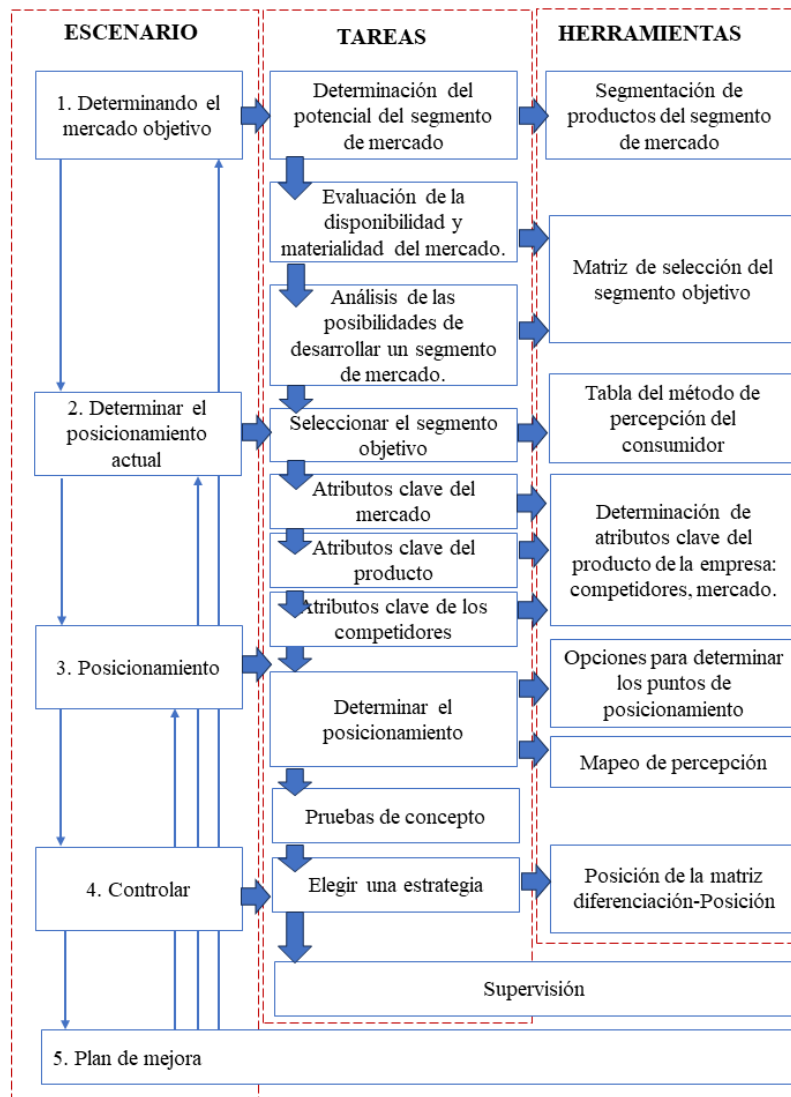 ESCENARIO
TAREAS
HERRAMIENTAS
1. Determinando el
mercado objetivo
Determinación del
potencial del segmento
de mercado
Segmentación de
productos del segmento
de mercado
Evaluación de la
disponibilidad y
materialidad del mercado.
Matriz de selección del
segmento objetivo
Análisis de las
posibilidades de
desarrollar un segmento
de mercado.
2. Determinar el
posicionamiento
actual
Seleccionar el segmento
objetivo
Tabla del método de
percepción del
consumidor
Atributos clave del
mercado
Atributos clave del
producto
Atributos clave de los
competidores
Determinación de
atributos clave del
producto de la empresa:
competidores, mercado.
3. Posicionamiento
Determinar el
posicionamiento
Opciones para determinar
los puntos de
posicionamiento
Mapeo de percepción
Pruebas de concepto
4. Controlar
Elegir una estrategia
Posición de la matriz
diferenciación-Posición
Supervisión
5. Plan de mejora